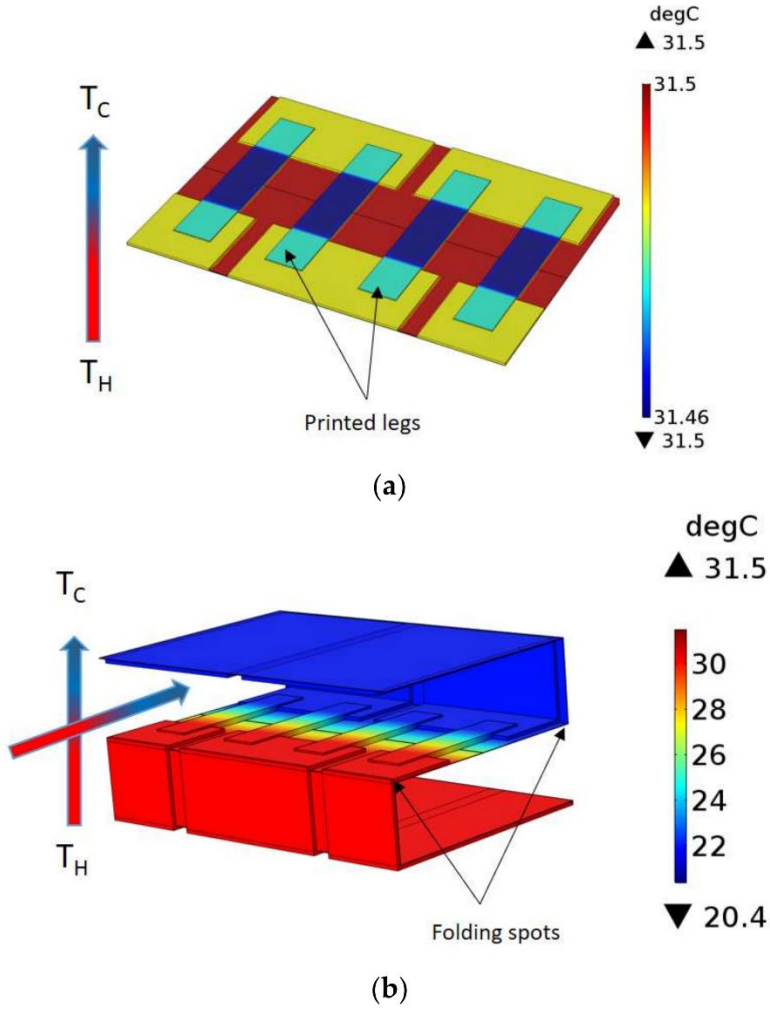 degC
▲ 31.5
T_C
31.5
T_H
Printed legs
31.46
▼ 31.5
(a)
degC
▲ 31.5
T_C
30
28
26
24
22
T_H
▼ 20.4
Folding spots
(b)